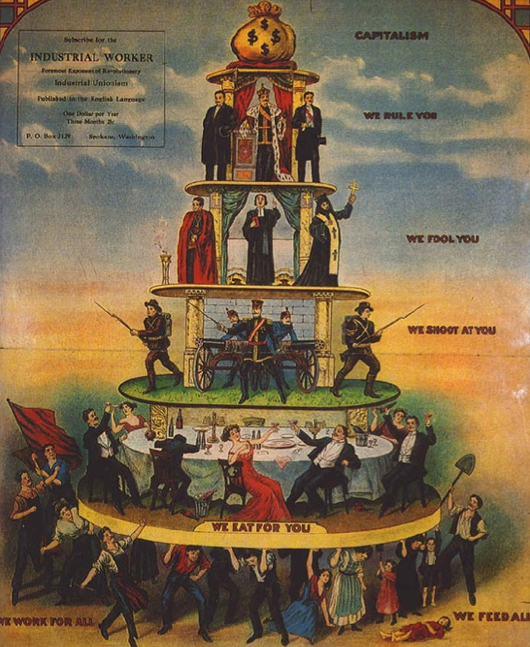 Subscribe for the
INDUSTRIAL WORKER
Foremost Exponent of Revolutionary
Industrial Unionism
Published in the English Language
One Dollar per Year
Three Months 25c
P. O. Box 2129 Spokane, Washington
CAPITALISM
WE RULE YOU
WE FOOL YOU
WE SHOOT AT YOU
WE EAT FOR YOU
WE WORK FOR ALL
WE FEED ALL
$ $ $ $